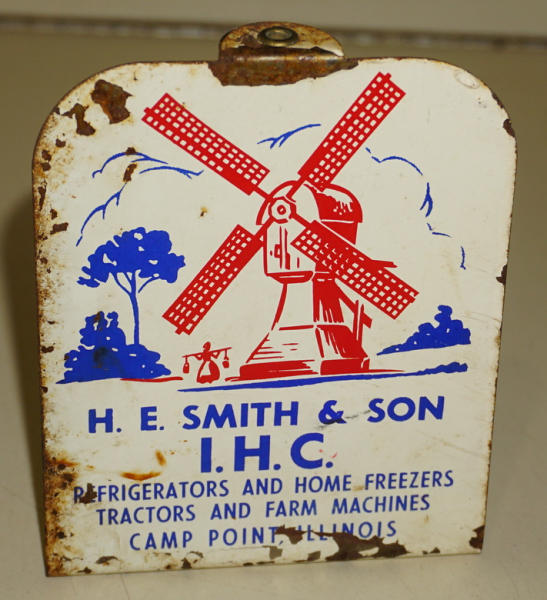 H. E. SMITH & SON
I.H.C.
REFRIGERATORS AND HOME FREEZERS
TRACTORS AND FARM MACHINES
CAMP POINT, ILLINOIS